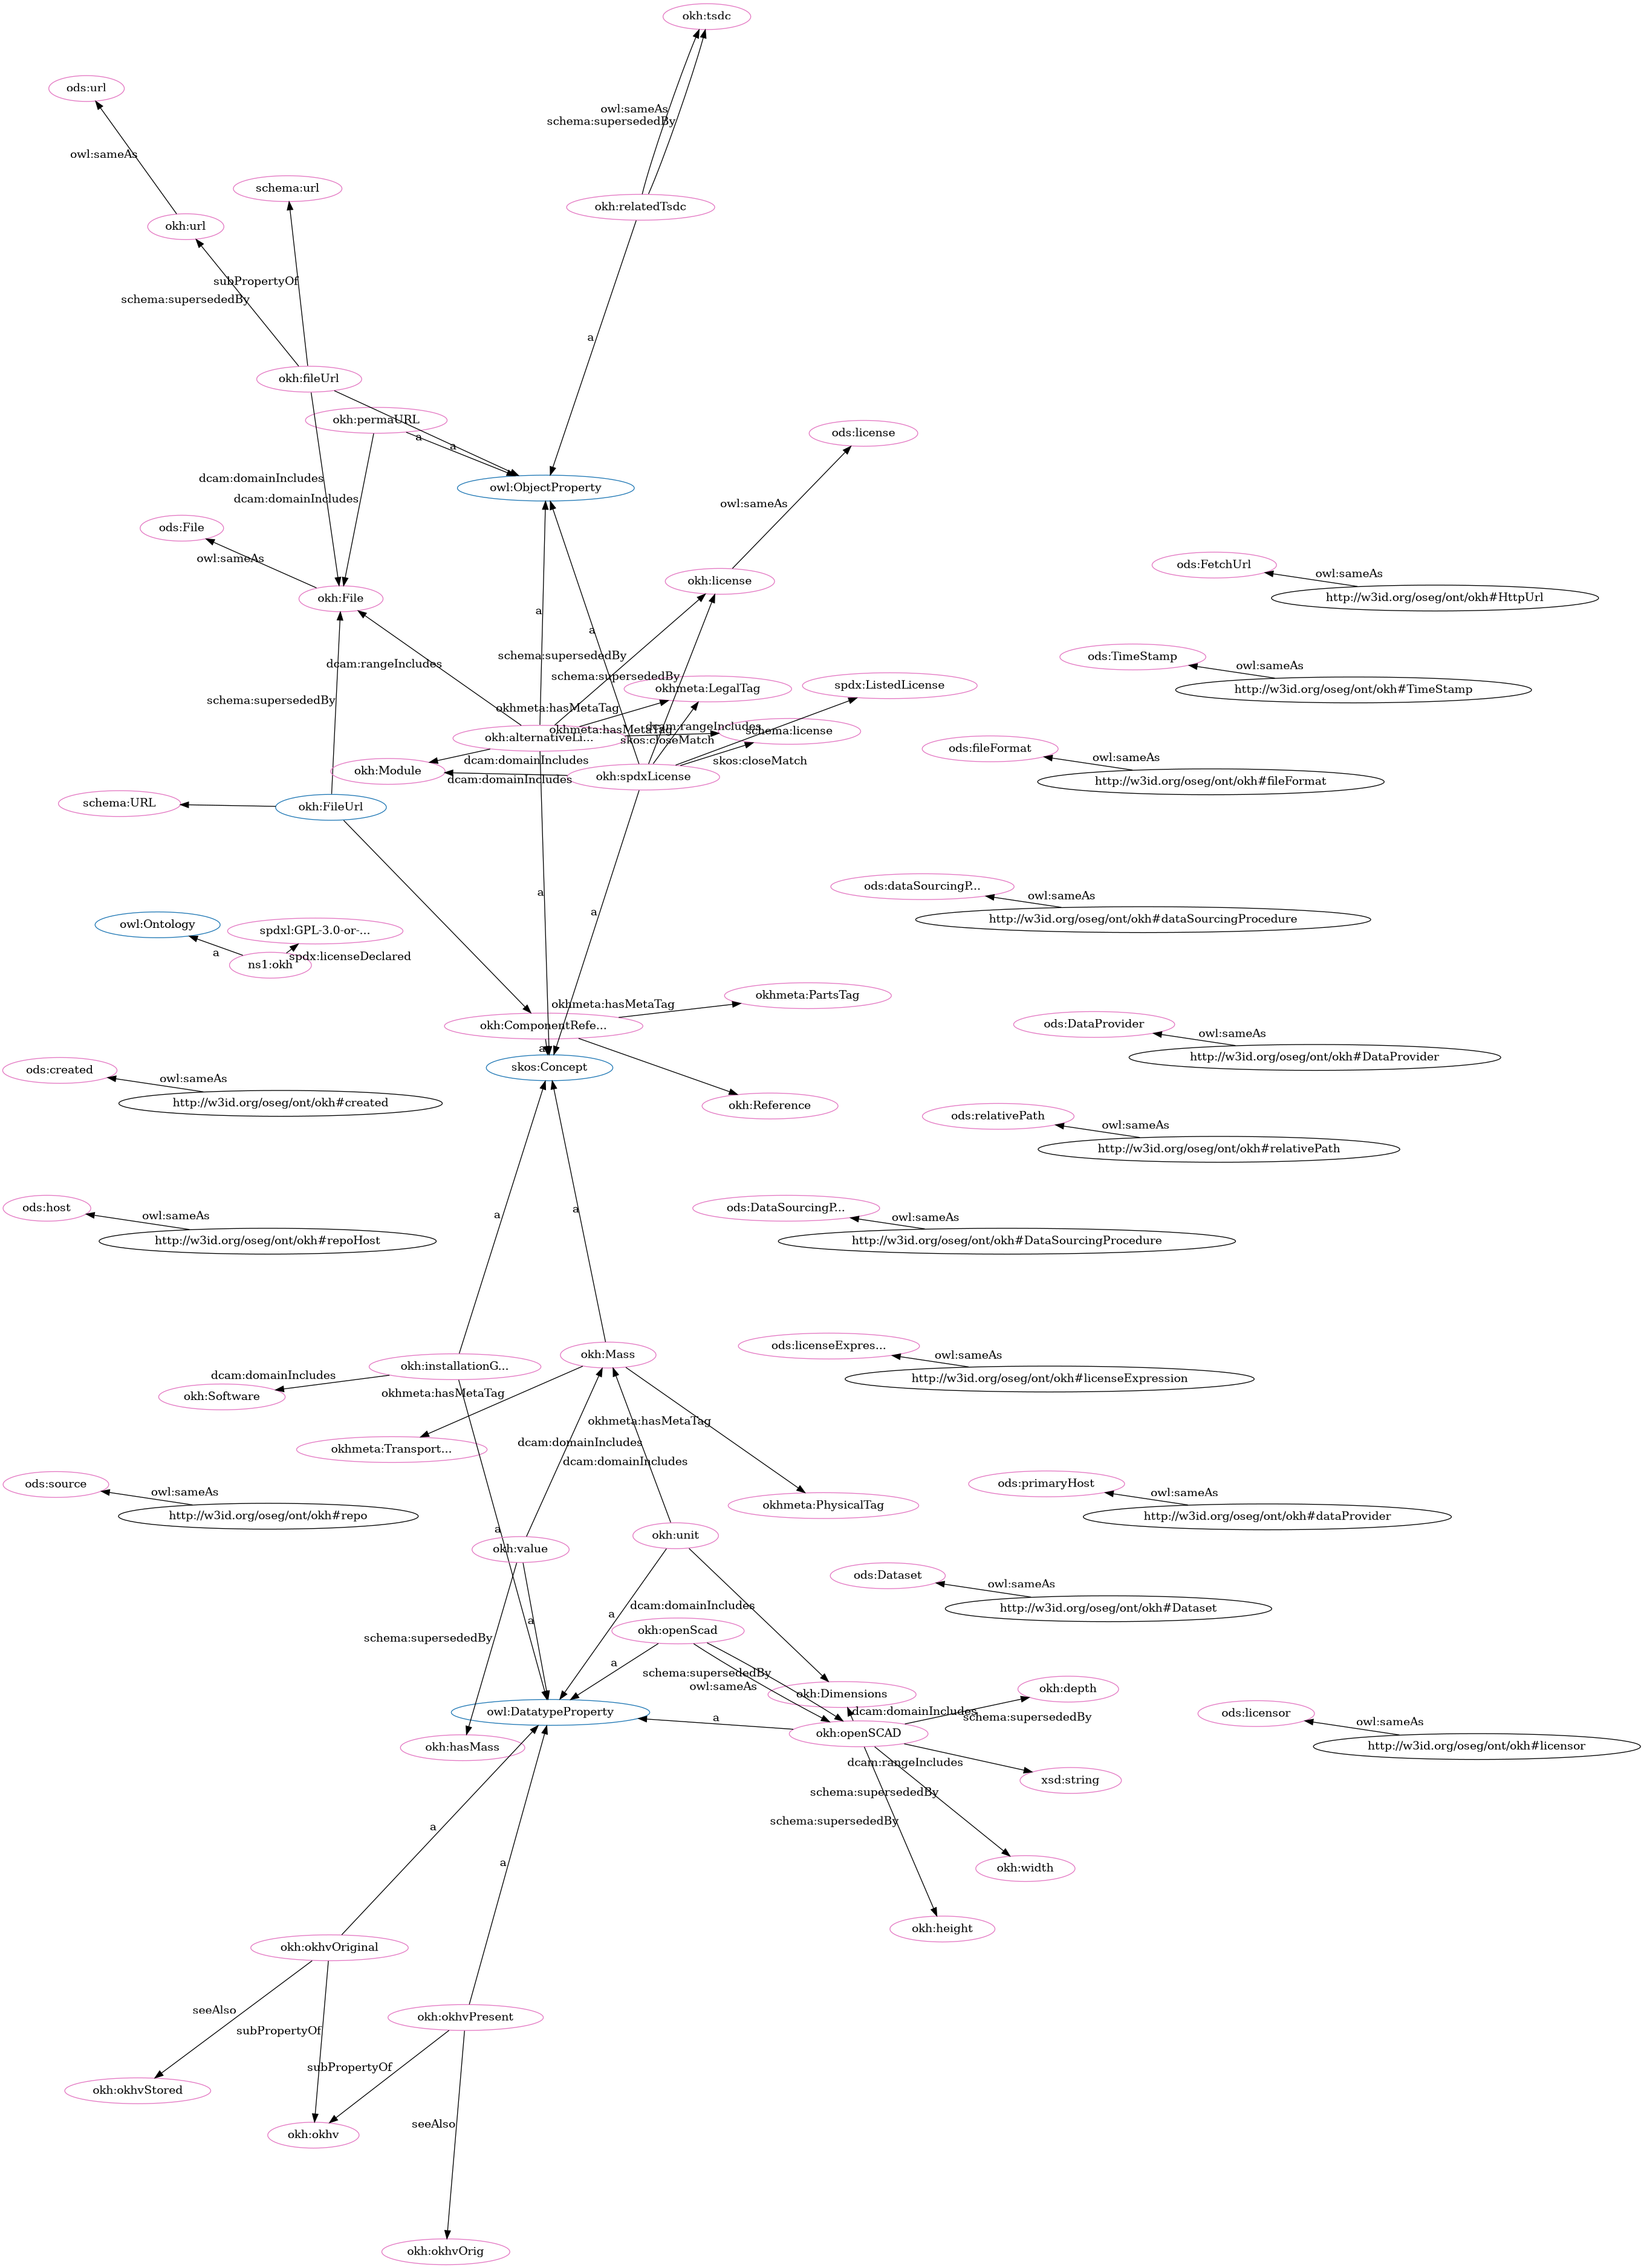 okh:tsdc
ods:url
owl:sameAs
schema:supersededBy
owl:sameAs
schema:url
okh:relatedTsdc
okh:url
subPropertyOf
schema:supersededBy
a
okh:fileUrl
okh:permaURL
a
a
ods:license
dcam:domainIncludes
owl:ObjectProperty
dcam:domainIncludes
owl:sameAs
ods:File
owl:sameAs
ods:FetchUrl
owl:sameAs
okh:license
okh:File
http://w3id.org/oseg/ont/okh#HttpUrl
a
a
schema:supersededBy
ods:TimeStamp
dcam:rangeIncludes
owl:sameAs
schema:supersededBy
okhmeta:LegalTag
spdx:ListedLicense
http://w3id.org/oseg/ont/okh#TimeStamp
schema:supersededBy
okhmeta:hasMetaTag
dcam:rangeIncludes
okhmeta:hasMetaTag
schema:license
okh:alternativeLi...
skos:closeMatch
ods:fileFormat
owl:sameAs
dcam:domainIncludes
skos:closeMatch
okh:Module
okh:spdxLicense
dcam:domainIncludes
http://w3id.org/oseg/ont/okh#fileFormat
schema:URL
okh:FileUrl
ods:dataSourcingP...
a
owl:sameAs
a
http://w3id.org/oseg/ont/okh#dataSourcingProcedure
owl:Ontology
spdxl:GPL-3.0-or-...
a
spdx:licenseDeclared
ns1:okh
okhmeta:PartsTag
okhmeta:hasMetaTag
okh:ComponentRefe...
ods:DataProvider
owl:sameAs
a
http://w3id.org/oseg/ont/okh#DataProvider
skos:Concept
ods:created
owl:sameAs
http://w3id.org/oseg/ont/okh#created
okh:Reference
ods:relativePath
owl:sameAs
http://w3id.org/oseg/ont/okh#relativePath
ods:host
owl:sameAs
http://w3id.org/oseg/ont/okh#repoHost
a
a
ods:DataSourcingP...
owl:sameAs
http://w3id.org/oseg/ont/okh#DataSourcingProcedure
ods:licenseExpres...
owl:sameAs
http://w3id.org/oseg/ont/okh#licenseExpression
okh:Mass
okh:installationG...
dcam:domainIncludes
okh:Software
okhmeta:hasMetaTag
okhmeta:hasMetaTag
dcam:domainIncludes
okhmeta:Transport...
dcam:domainIncludes
ods:source
owl:sameAs
http://w3id.org/oseg/ont/okh#repo
okhmeta:PhysicalTag
ods:primaryHost
owl:sameAs
http://w3id.org/oseg/ont/okh#dataProvider
a
okh:unit
okh:value
ods:Dataset
owl:sameAs
http://w3id.org/oseg/ont/okh#Dataset
dcam:domainIncludes
a
a
okh:openScad
schema:supersededBy
a
schema:supersededBy
owl:sameAs
okh:Dimensions
okh:depth
owl:DatatypeProperty
a
dcam:domainIncludes
schema:supersededBy
okh:openSCAD
okh:hasMass
ods:licensor
owl:sameAs
http://w3id.org/oseg/ont/okh#licensor
dcam:rangeIncludes
xsd:string
schema:supersededBy
schema:supersededBy
a
a
okh:width
okh:height
okh:okhvOriginal
seeAlso
okh:okhvPresent
subPropertyOf
subPropertyOf
okh:okhvStored
seeAlso
okh:okhv
okh:okhvOrig